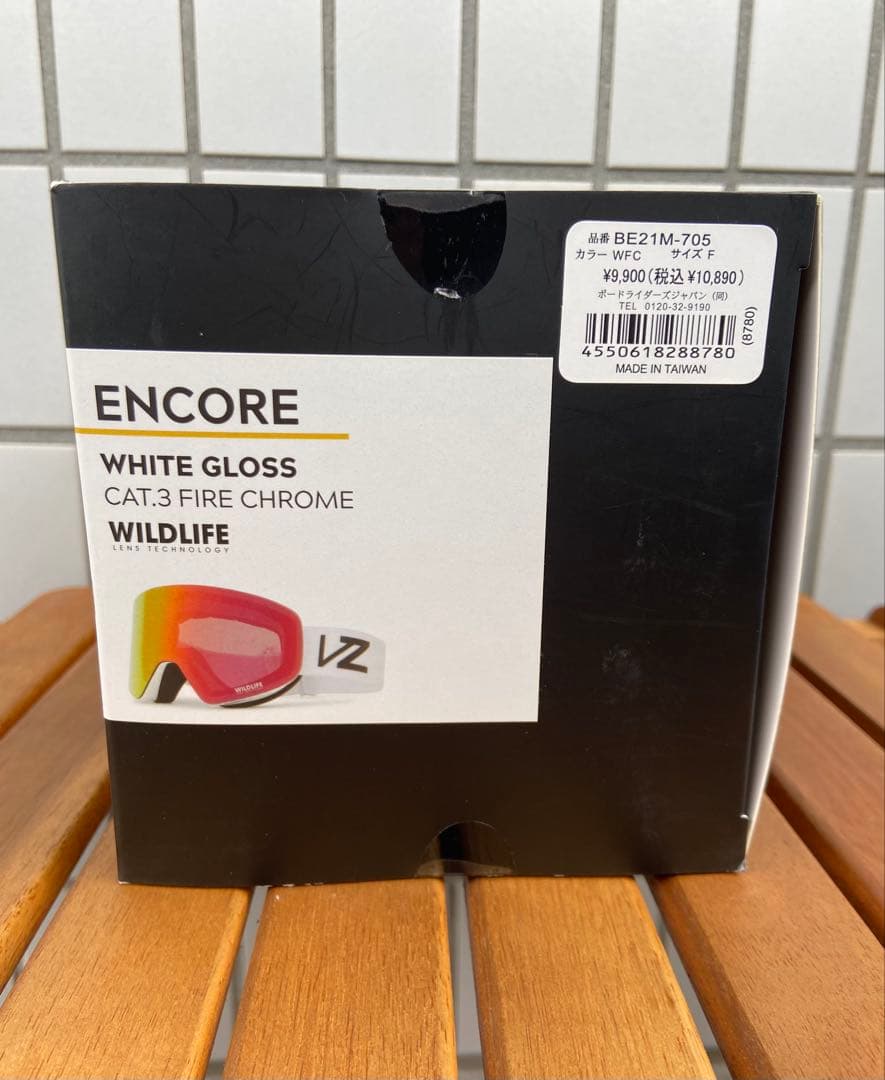 品番 BE21M-705
カラー WFC サイズ F
¥9,900(税込¥10,890)
ボードライダーズジャパン(同)
TEL 0120-32-9190
4550618288780
(8780)
MADE IN TAIWAN
ENCORE
WHITE GLOSS
CAT.3 FIRE CHROME
WILDLIFE
LENS TECHNOLOGY
VZ
WILDLIFE